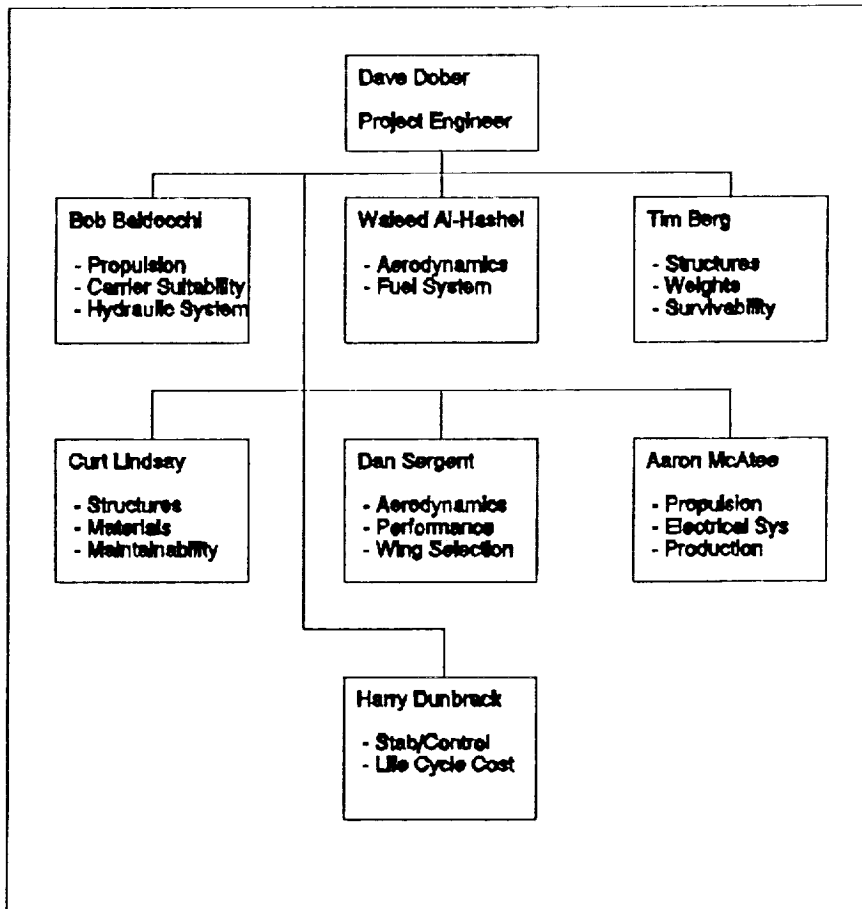 Dave Dober
Project Engineer
Bob Baldocchi
- Propulsion
- Carrier Suitability
- Hydraulic System
Waleed Al-Hashel
- Aerodynamics
- Fuel System
Tim Berg
- Structures
- Weights
- Survivability
Curt Lindsay
- Structures
- Materials
- Maintainability
Dan Sergent
- Aerodynamics
- Performance
- Wing Selection
Aaron McAtee
- Propulsion
- Electrical Sys
- Production
Harry Dunbrack
- Stab/Control
- Life Cycle Cost